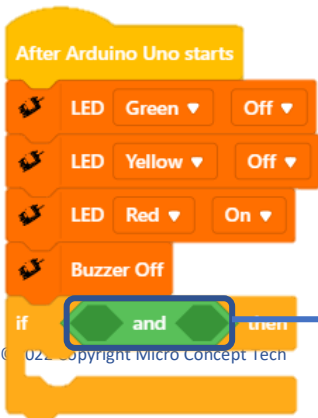 After Arduino Uno starts
LED Green Off
LED Yellow Off
LED Red On
Buzzer Off
if and then
© 2022 Copyright Micro Concept Tech